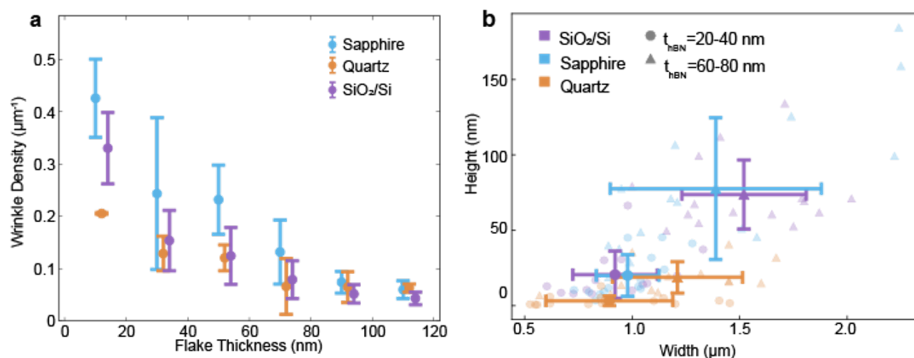 a
Sapphire
Quartz
SiO₂/Si
Wrinkle Density (μm⁻¹)
0.5
0.4
0.3
0.2
0.1
0
0
20
40
60
80
100
120
Flake Thickness (nm)
b
SiO₂/Si
Sapphire
Quartz
t_hBN=20-40 nm
t_hBN=60-80 nm
Height (nm)
150
100
50
0
0.5
1.0
1.5
2.0
Width (μm)